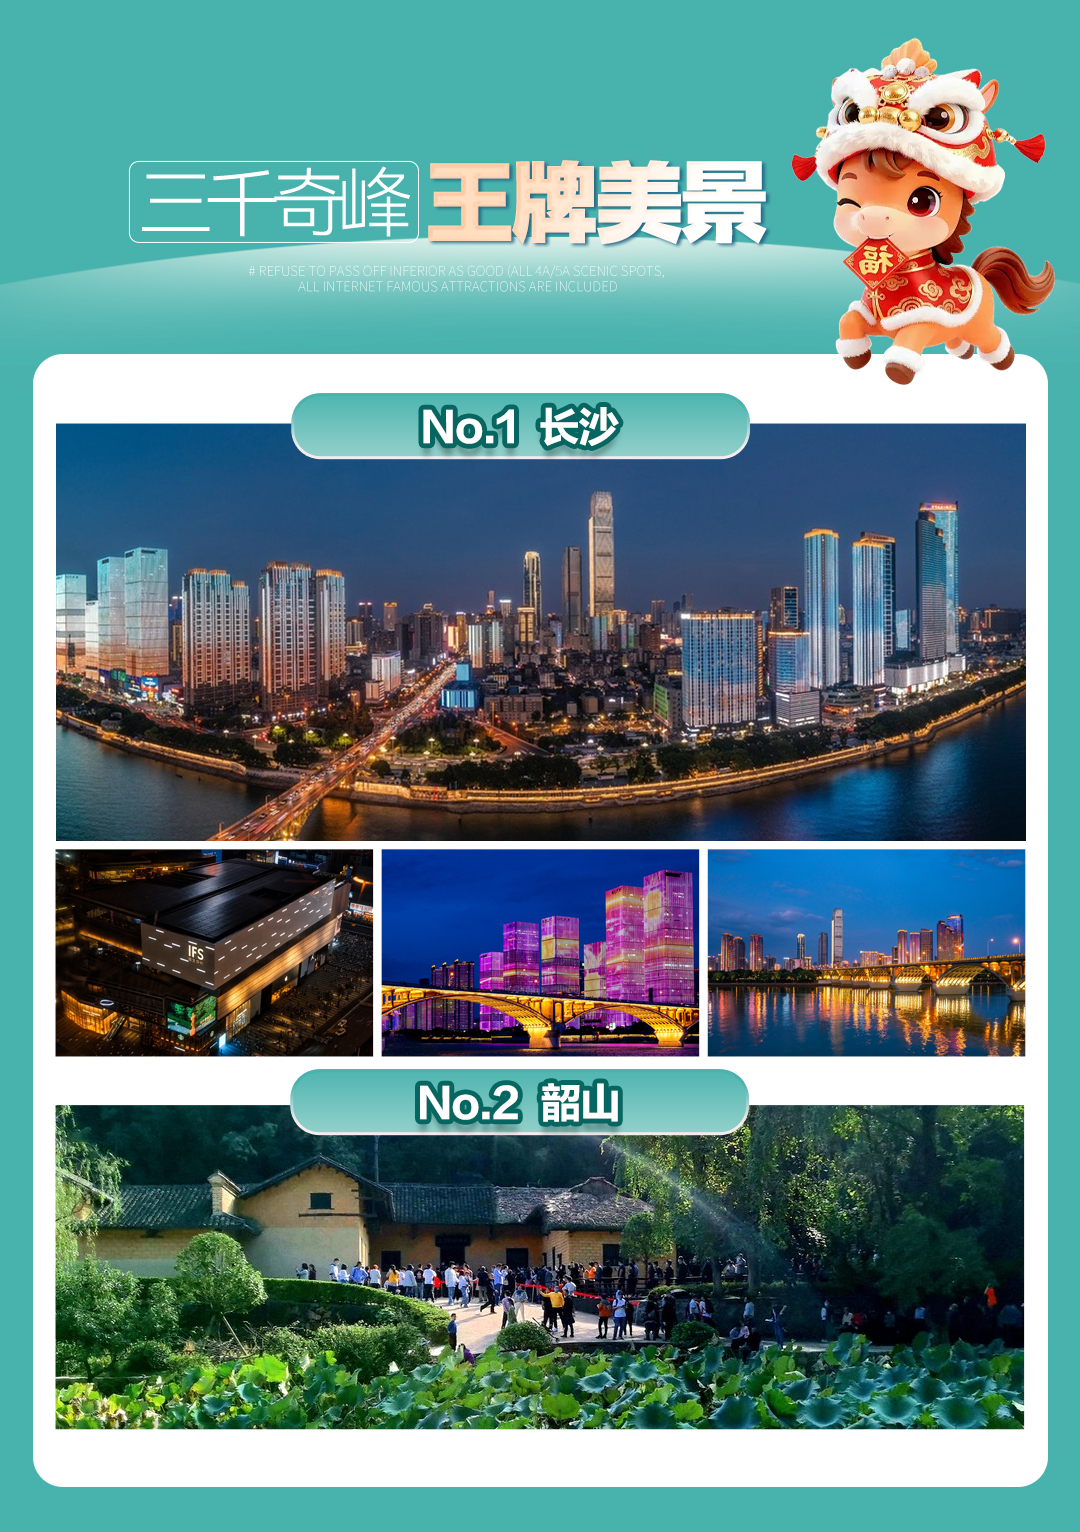 三千奇峰 王牌美景
# REFUSE TO PASS OFF INFERIOR AS GOOD (ALL 4A/5A SCENIC SPOTS,
ALL INTERNET FAMOUS ATTRACTIONS ARE INCLUDED
福
No.1 长沙
IFS
No.2 韶山